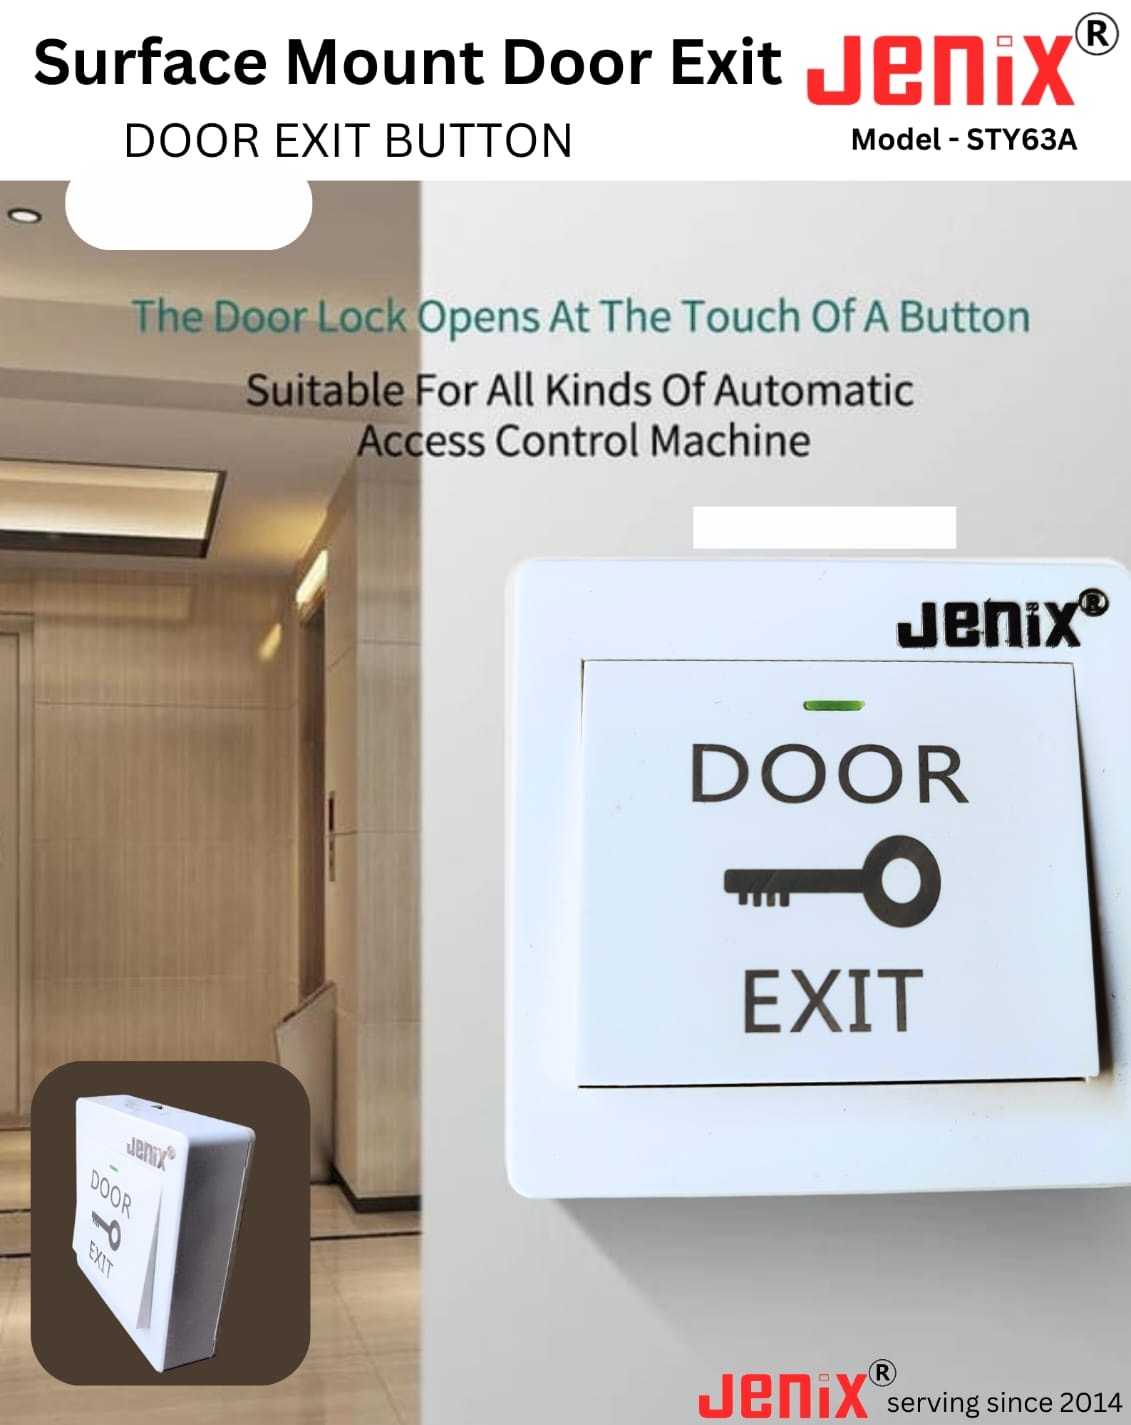 Surface Mount Door Exit
Jenix®
DOOR EXIT BUTTON
Model - STY63A
The Door Lock Opens At The Touch Of A Button
Suitable For All Kinds Of Automatic
Access Control Machine
Jenix®
DOOR
EXIT
Jenix®
DOOR
EXIT
Jenix®
serving since 2014